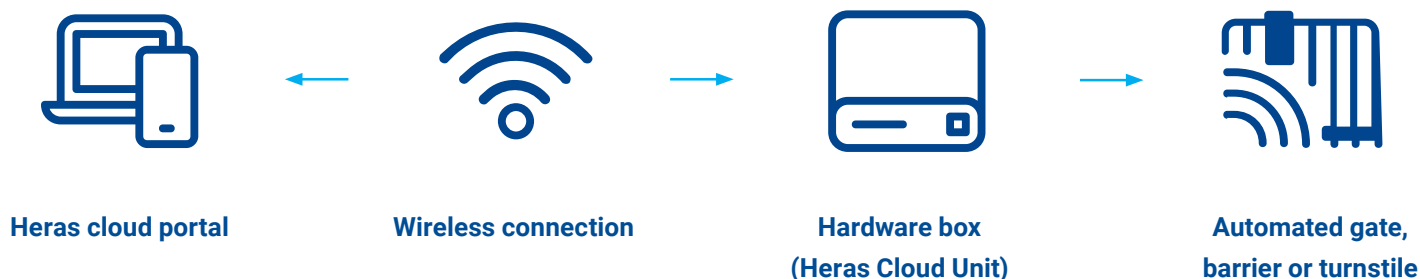 Heras cloud portal
Wireless connection
Hardware box
(Heras Cloud Unit)
Automated gate,
barrier or turnstile